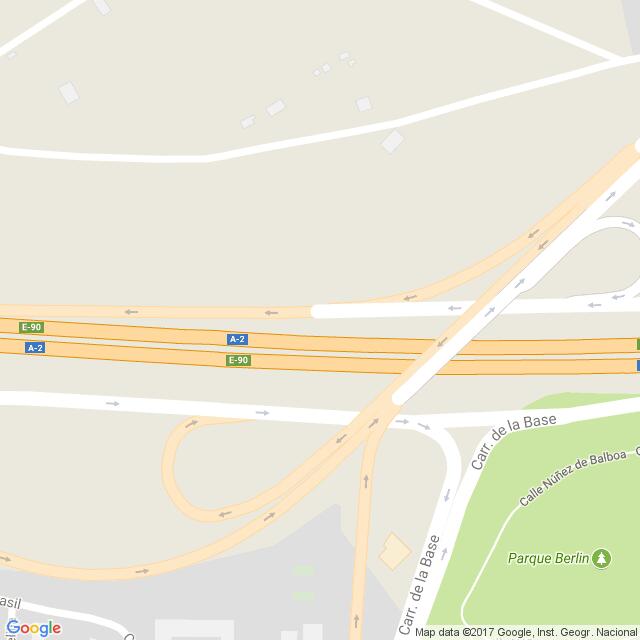 E-90
A-2
A-2
E-90
Carr. de la Base
Calle Núñez de Balboa
Parque Berlin
Carr. de la Base
Google
Map data ©2017 Google, Inst. Geogr. Nacional